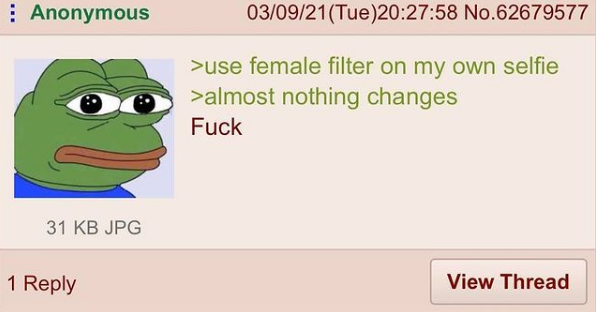 Anonymous 03/09/21(Tue)20:27:58 No.62679577
>use female filter on my own selfie
>almost nothing changes
Fuck
31 KB JPG
1 Reply
View Thread